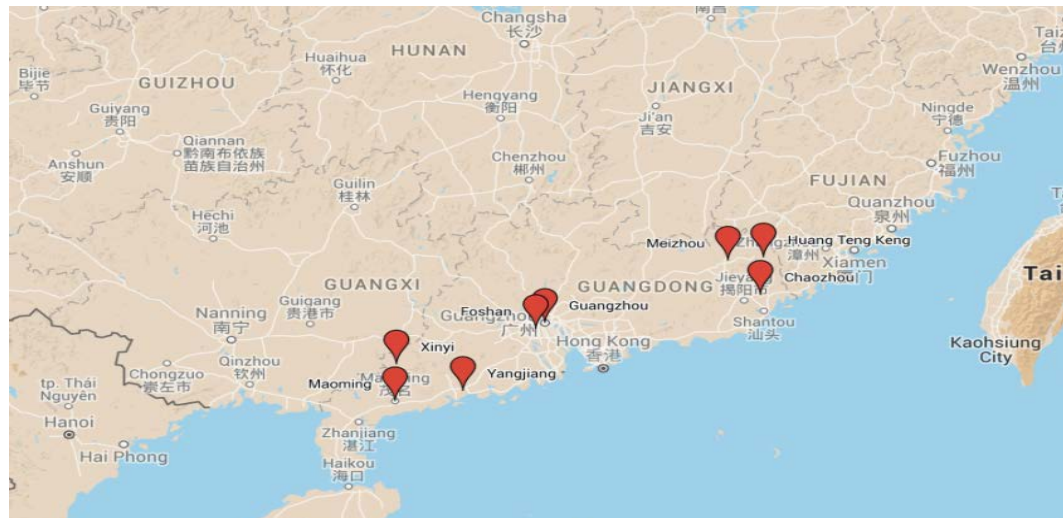 Changsha
长沙
南昌
Tai
台州
HUNAN
Huaihua
怀化
JIANGXI
Wenzhou
温州
Bijie
毕节
GUIZHOU
Hengyang
衡阳
Ji'an
吉安
Ningde
宁德
Guiyang
贵阳
Qiannan
黔南布依族
苗族自治州
Anshun
安顺
Chenzhou
郴州
Fuzhou
福州
FUJIAN
Guilin
桂林
Quanzhou
泉州
Hechi
河池
Meizhou
Huang Teng Keng
漳州
Xiamen
厦门
Chaozhou
Jieyang
揭阳市
GUANGXI
GUANGDONG
Tai
Guigang
贵港市
Foshan
Guangzhou
Guangzhou
广州
Shantou
汕头
Nanning
南宁
Hong Kong
香港
Kaohsiung
City
Xinyi
Chongzuo
崇左市
Qinzhou
钦州
Yangjiang
Maoming
茂名
tp. Thái
Nguyên
Hanoi
Hai Phong
Zhanjiang
湛江
Haikou
海口